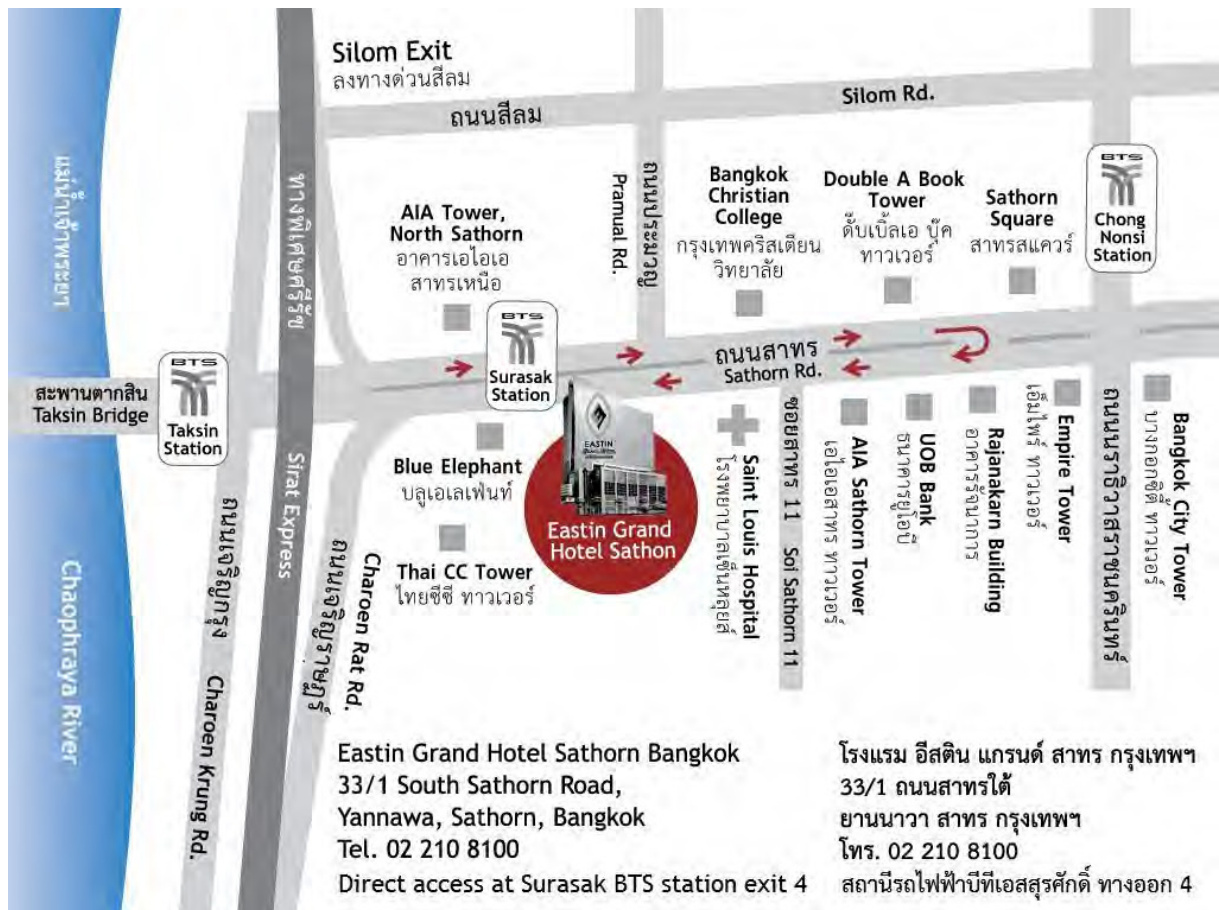 Silom Exit
ลงทางด่วนสีลม
ถนนสีลม
Silom Rd.
แม่น้ำเจ้าพระยา
Chaophraya River
ทางพิเศษศรีรัช
Sirat Express
AIA Tower,
North Sathorn
อาคารเอไอเอ
สาทรเหนือ
Pramual Rd.
ถนนประมวญ
Bangkok
Christian
College
กรุงเทพคริสเตียน
วิทยาลัย
Double A Book
Tower
ดั๊บเบิ้ลเอ บุ๊ค
ทาวเวอร์
Sathorn
Square
สาทรสแควร์
BTS
Chong
Nonsi
Station
BTS
Surasak
Station
BTS
Taksin
Station
สะพานตากสิน
Taksin Bridge
ถนนสาทร
Sathorn Rd.
Blue Elephant
บลูเอเลเฟ่นท์
Thai CC Tower
ไทยซีซี ทาวเวอร์
EASTIN
Eastin Grand
Hotel Sathon
Saint Louis Hospital
โรงพยาบาลเซ็นหลุยส์
ซอยสาทร 11 Soi Sathorn 11
AIA Sathorn Tower
เอไอเอสาทร ทาวเวอร์
UOB Bank
ธนาคารยูโอบี
Rajanakarn Building
อาคารรัจนาการ
Empire Tower
เอ็มไพร์ ทาวเวอร์
ถนนนราธิวาสราชนครินทร์
Bangkok City Tower
บางกอกซิตี้ ทาวเวอร์
ถนนเจริญกรุง
Charoen Krung Rd.
ถนนเจริญราษฎร์
Charoen Rat Rd.
Eastin Grand Hotel Sathorn Bangkok
33/1 South Sathorn Road,
Yannawa, Sathorn, Bangkok
Tel. 02 210 8100
Direct access at Surasak BTS station exit 4
โรงแรม อีสติน แกรนด์ สาทร กรุงเทพฯ
33/1 ถนนสาทรใต้
ยานนาวา สาทร กรุงเทพฯ
โทร. 02 210 8100
สถานีรถไฟฟ้าบีทีเอสสุรศักดิ์ ทางออก 4